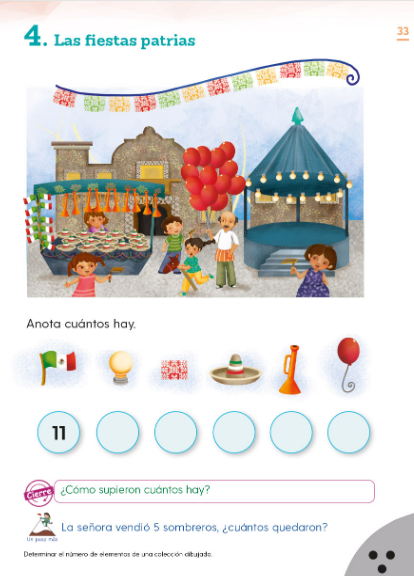 33
4. Las fiestas patrias
Anota cuántos hay.
11
Cierre
¿Cómo supieron cuántos hay?
Un paso más
La señora vendió 5 sombreros, ¿cuántos quedaron?
Determinar el número de elementos de una colección dibujada.